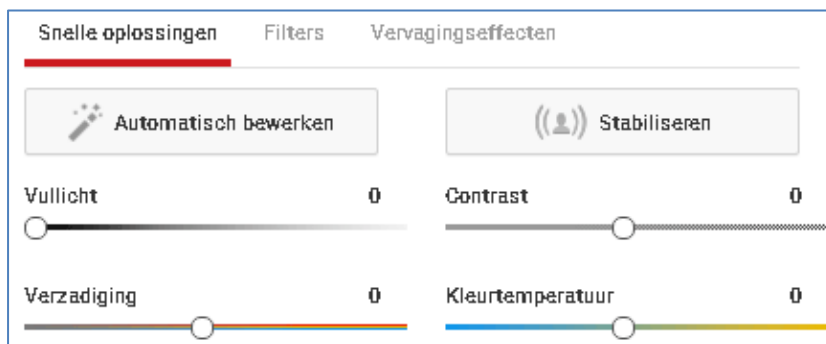 Snelle oplossingen Filters Vervagingseffecten
Automatisch bewerken Stabiliseren
Vullicht 0 Contrast 0
Verzadiging 0 Kleurtemperatuur 0